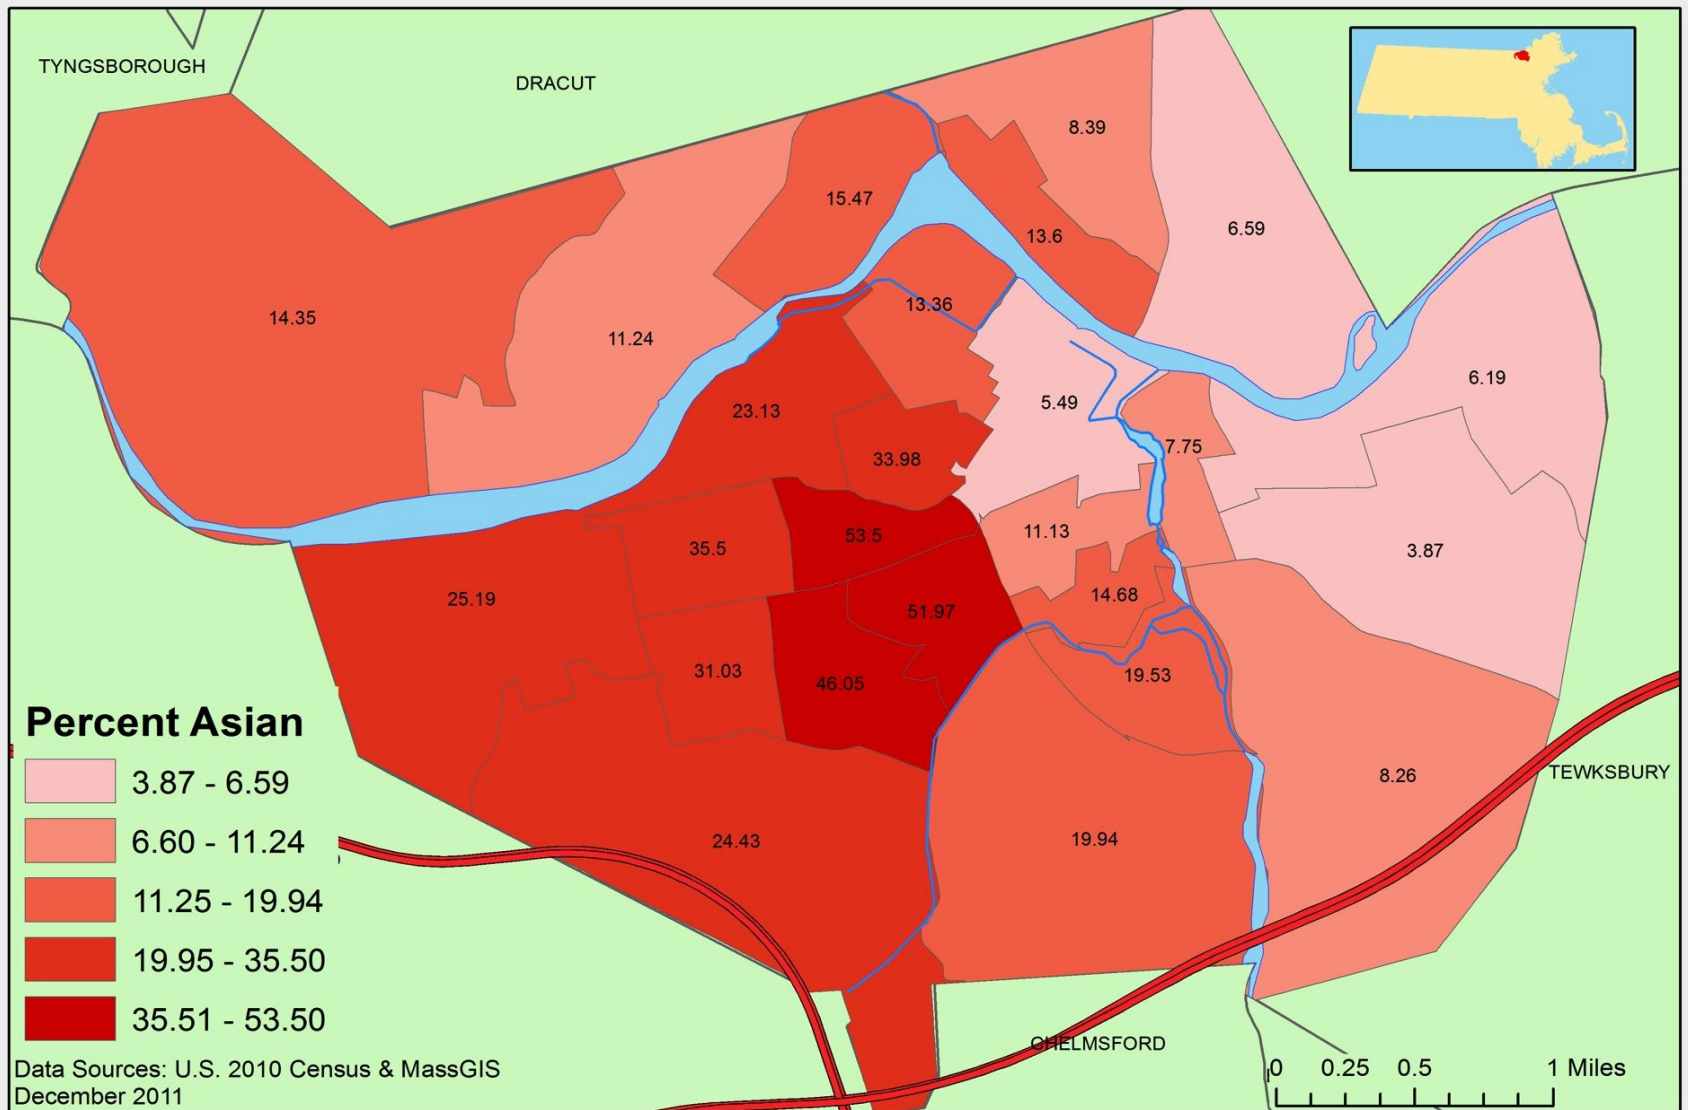 TYNGSBOROUGH
DRACUT
8.39
15.47
6.59
13.6
13.36
14.35
11.24
6.19
5.49
23.13
7.75
33.98
11.13
53.5
35.5
3.87
14.68
25.19
51.97
31.03
46.05
19.53
Percent Asian
3.87 - 6.59
6.60 - 11.24
11.25 - 19.94
19.95 - 35.50
35.51 - 53.50
TEWKSBURY
8.26
24.43
19.94
CHELMSFORD
Data Sources: U.S. 2010 Census & MassGIS
December 2011
0 0.25 0.5 1 Miles